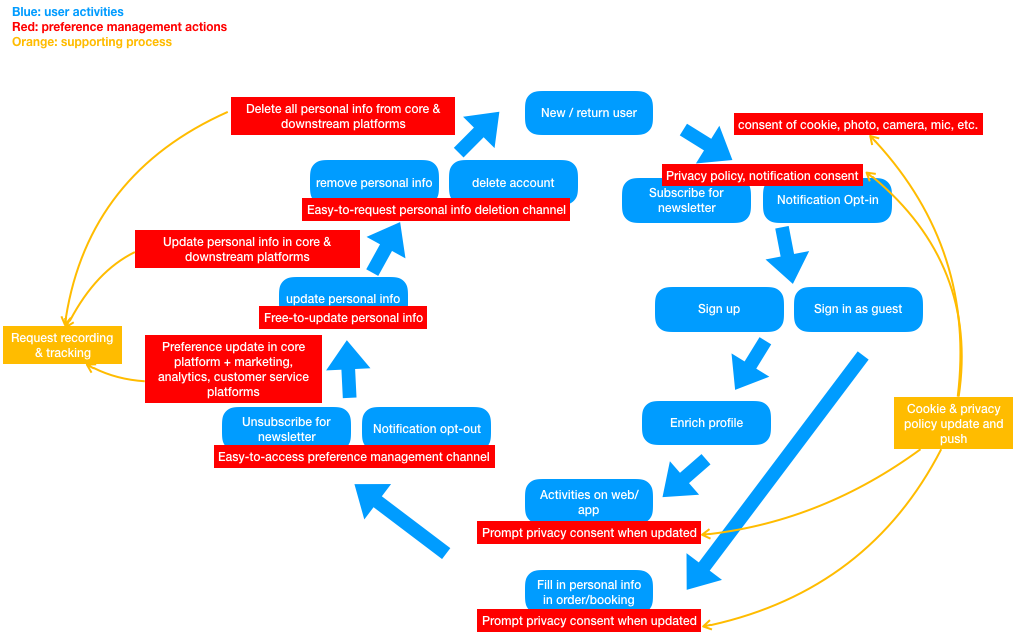 Blue: user activities
Red: preference management actions
Orange: supporting process
Delete all personal info from core &
downstream platforms
New / return user
consent of cookie, photo, camera, mic, etc.
remove personal info
delete account
Easy-to-request personal info deletion channel
Privacy policy, notification consent
Subscribe for
newsletter
Notification Opt-in
Update personal info in core &
downstream platforms
update personal info
Free-to-update personal info
Sign up
Sign in as guest
Request recording
& tracking
Preference update in core
platform + marketing,
analytics, customer service
platforms
Unsubscribe for
newsletter
Notification opt-out
Easy-to-access preference management channel
Enrich profile
Cookie & privacy
policy update and
push
Activities on web/
app
Prompt privacy consent when updated
Fill in personal info
in order/booking
Prompt privacy consent when updated